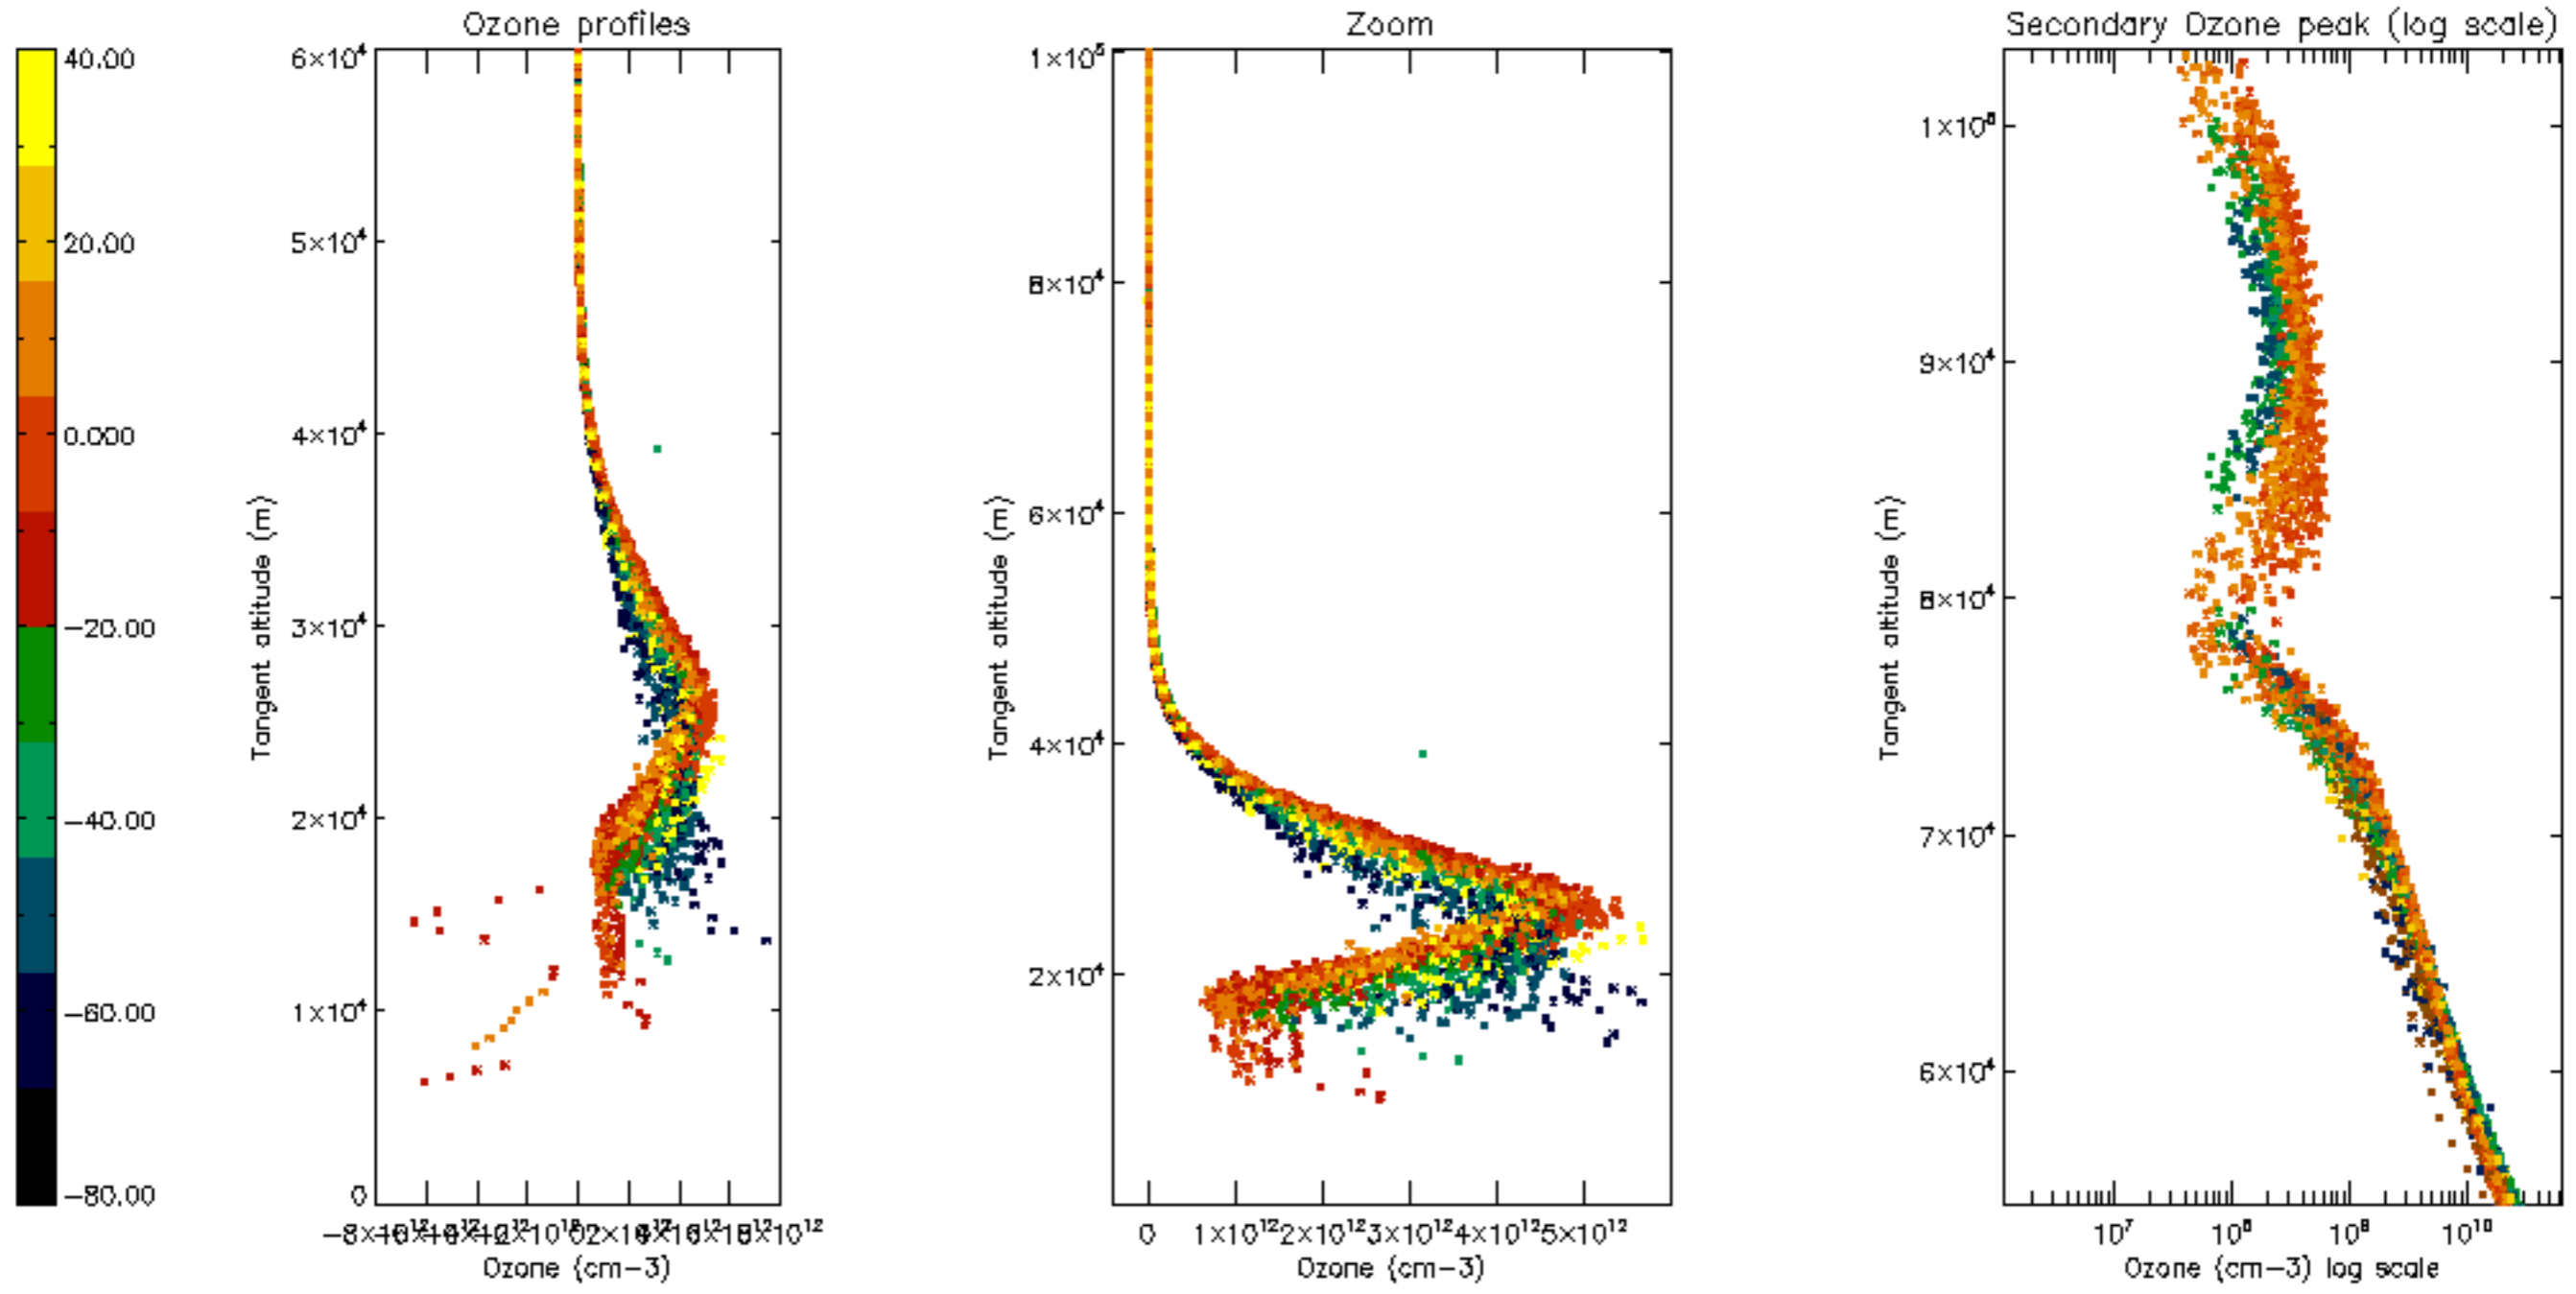 Ozone profiles
Zoom
Secondary Ozone peak (log scale)
40.00
20.00
0.000
−20.00
−40.00
−60.00
−80.00
Tangent altitude (m)
6×10⁴
5×10⁴
4×10⁴
3×10⁴
2×10⁴
1×10⁴
0
Ozone (cm−3)
Tangent altitude (m)
1×10⁵
8×10⁴
6×10⁴
4×10⁴
2×10⁴
0 1×10¹² 2×10¹² 3×10¹² 4×10¹² 5×10¹²
Ozone (cm−3)
Tangent altitude (m)
1×10⁵
9×10⁴
8×10⁴
7×10⁴
6×10⁴
10⁷ 10⁸ 10⁹ 10¹⁰
Ozone (cm−3) log scale